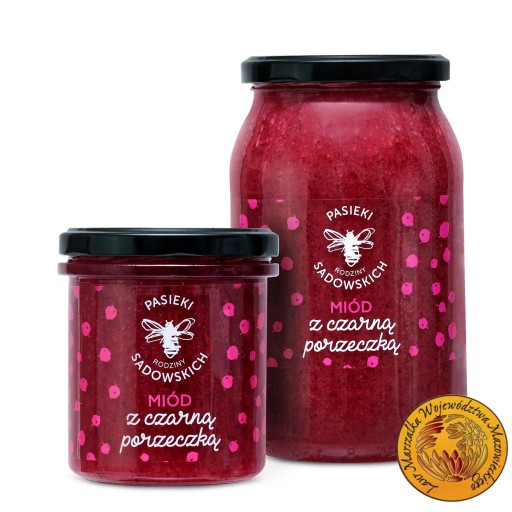 PASIEKI
RODZINY
SADOWSKICH
MIÓD
z czarną
porzeczką
PASIEKI
RODZINY
SADOWSKICH
MIÓD
z czarną
porzeczką
Laur Marszałka Województwa Mazowieckiego